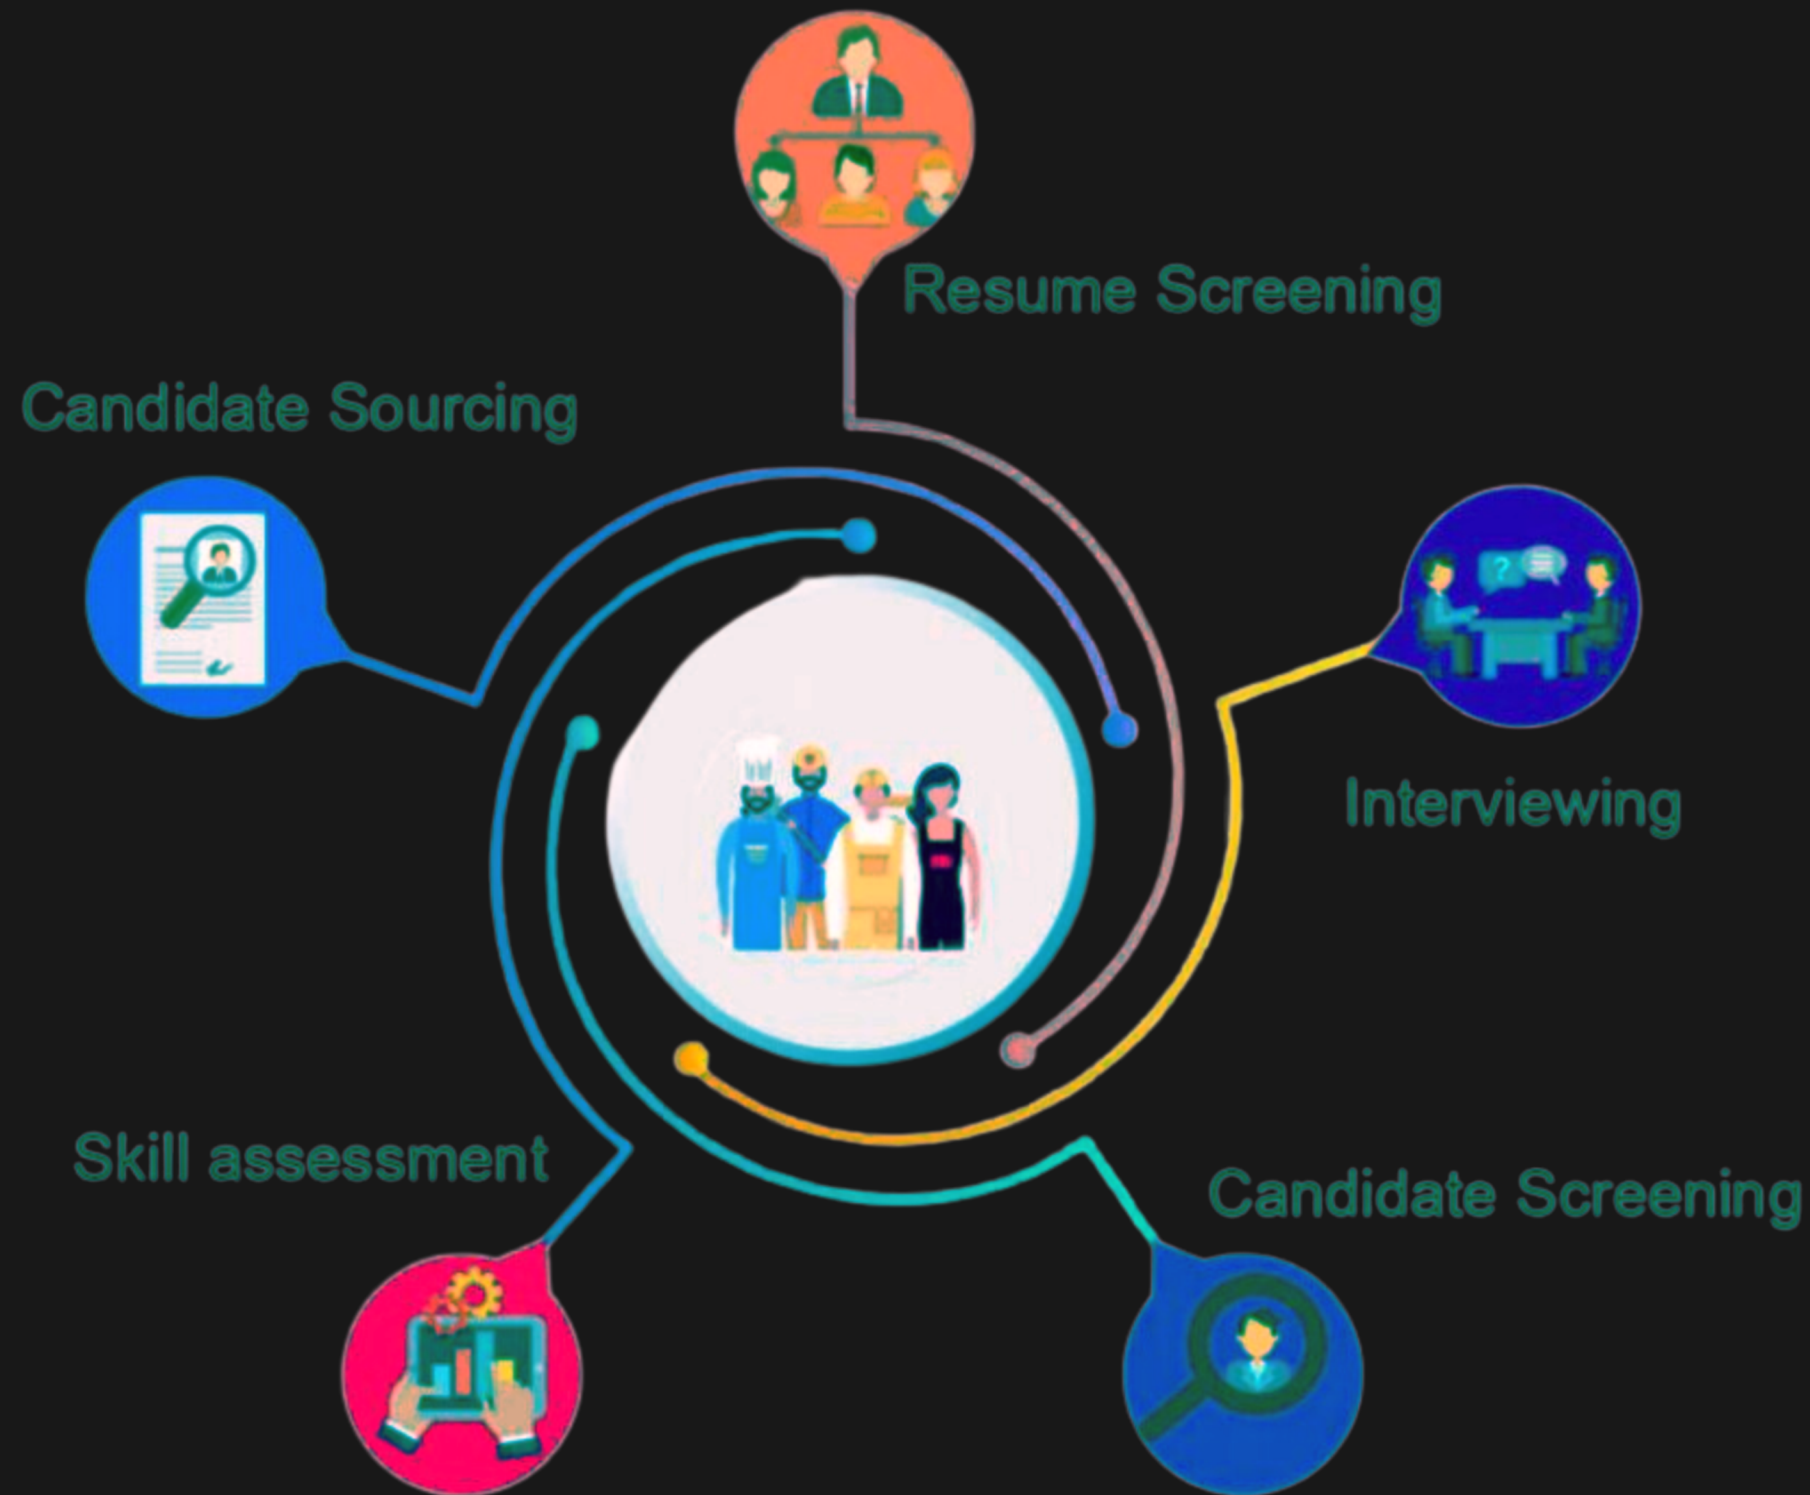 Resume Screening
Candidate Sourcing
?
Interviewing
Skill assessment
Candidate Screening